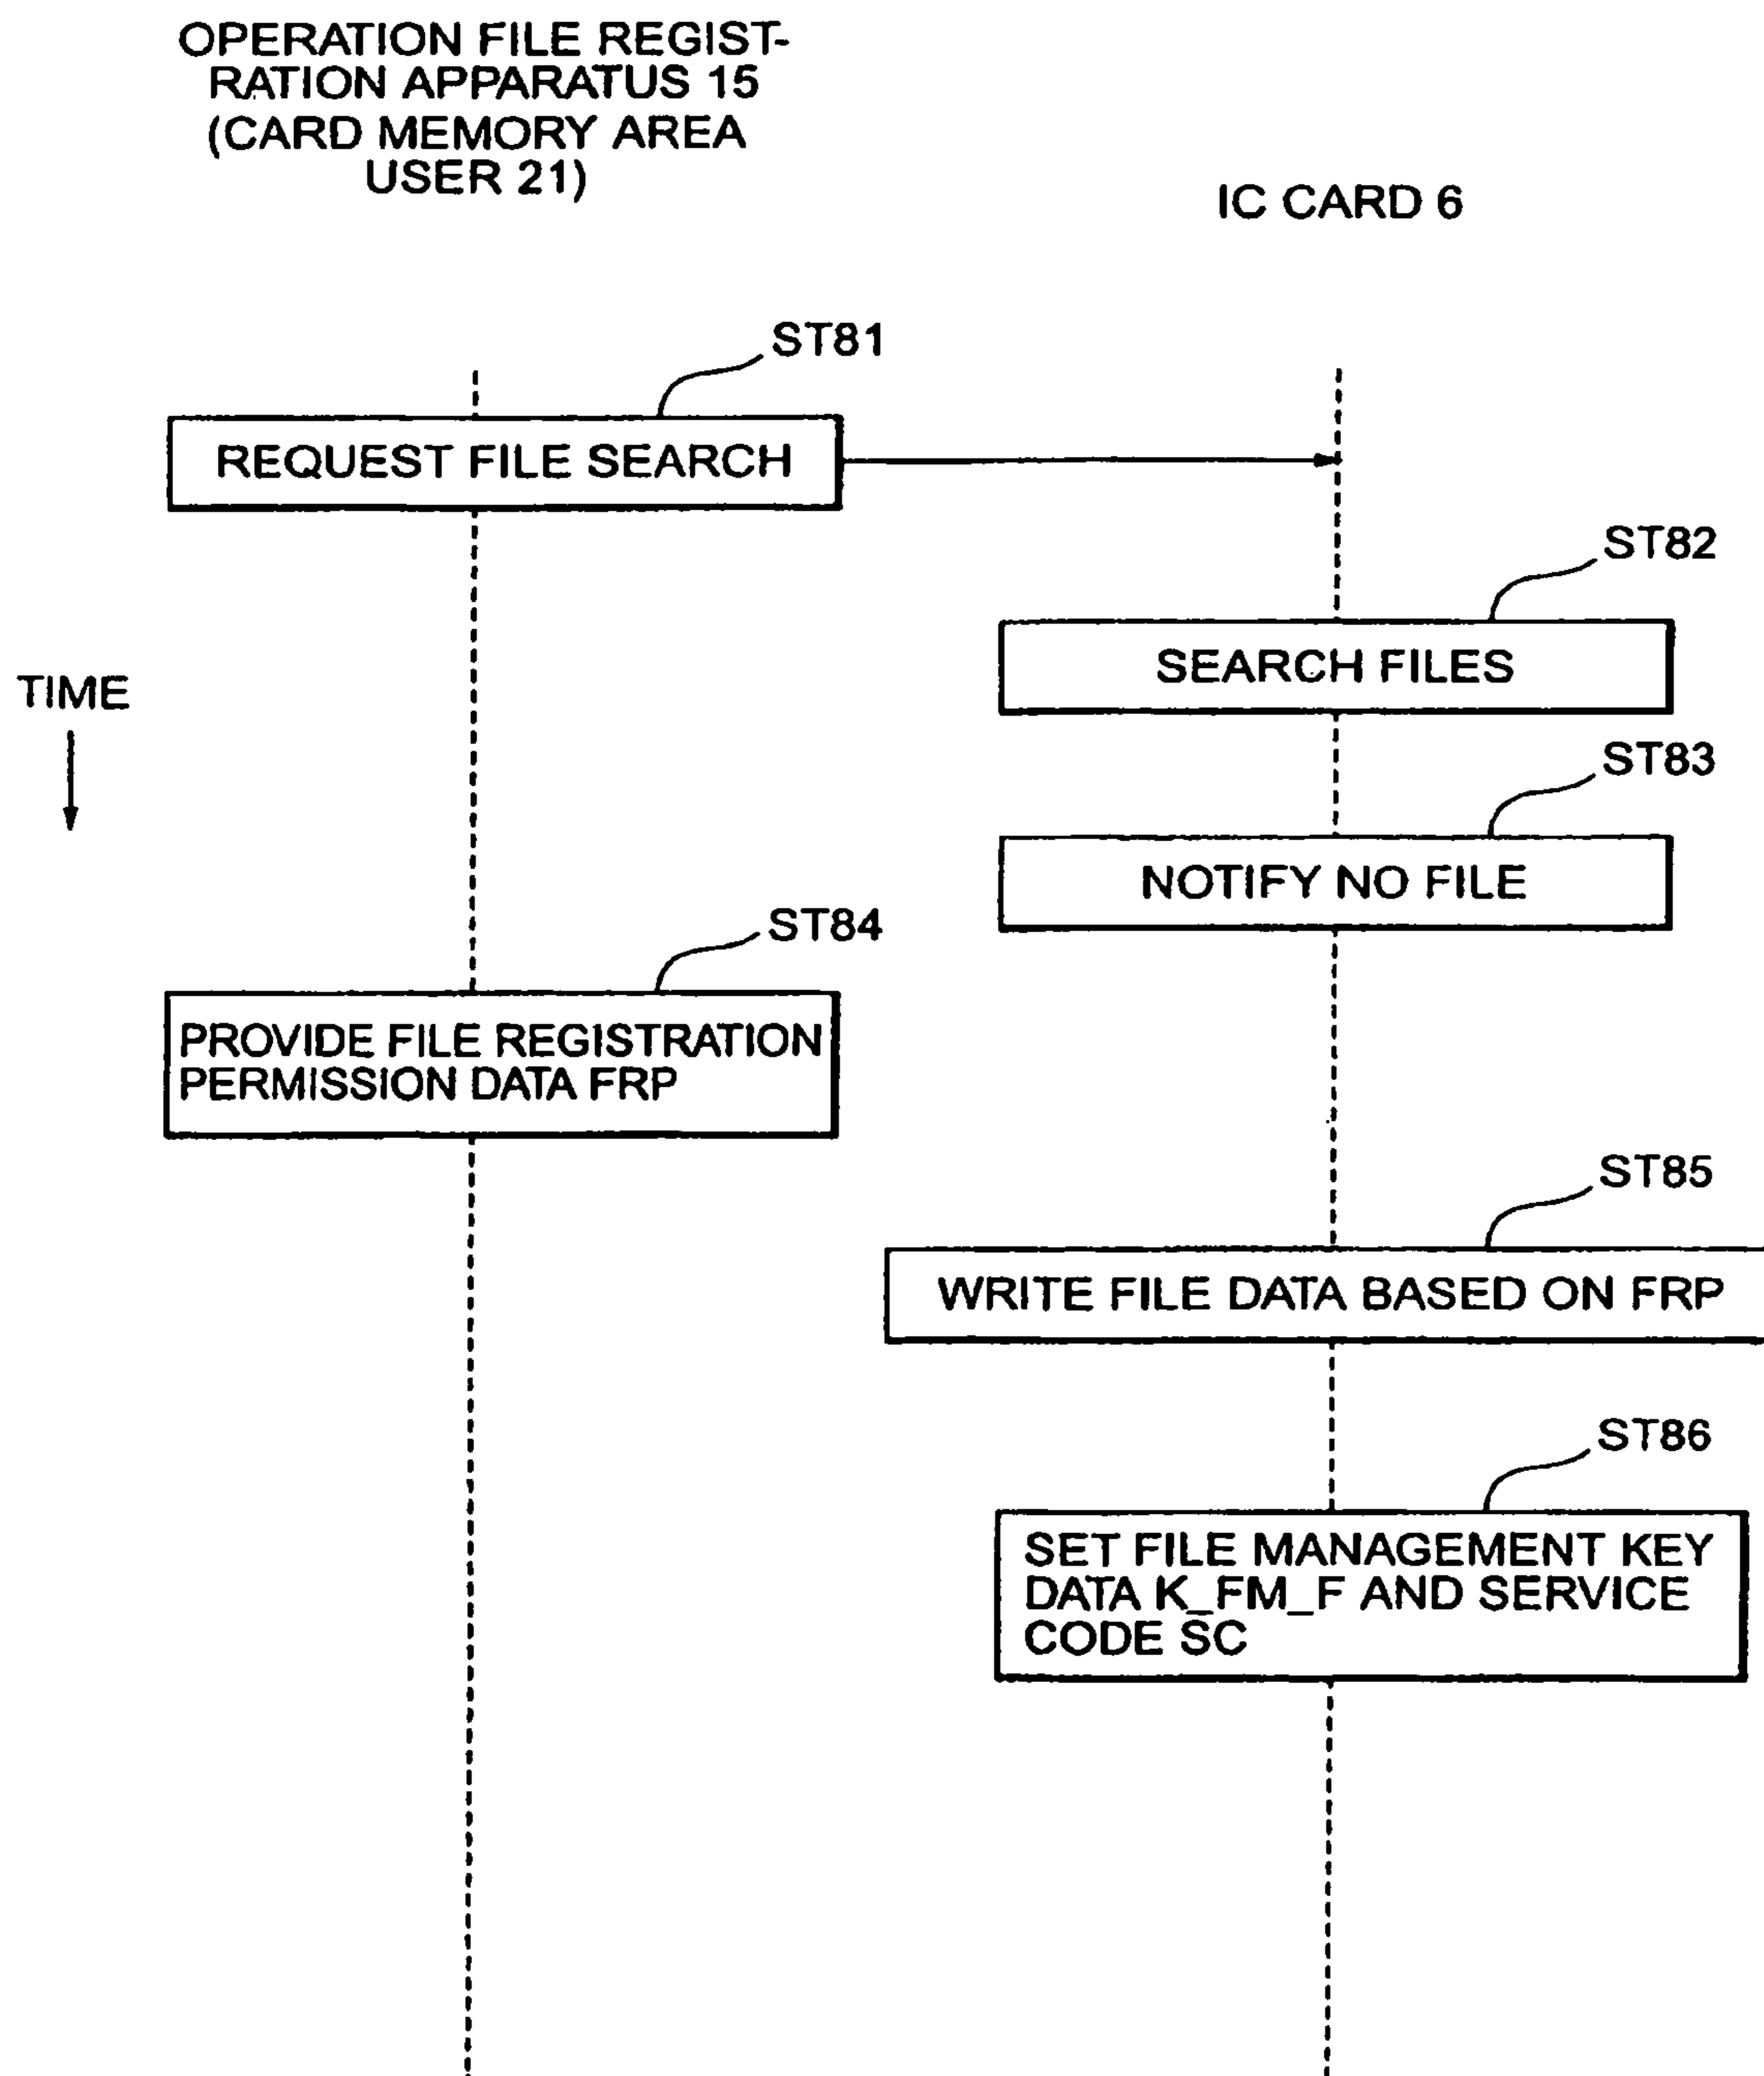 OPERATION FILE REGIST-
RATION APPARATUS 15
(CARD MEMORY AREA
USER 21)
IC CARD 6
ST81
REQUEST FILE SEARCH
ST82
SEARCH FILES
TIME
ST83
NOTIFY NO FILE
ST84
PROVIDE FILE REGISTRATION
PERMISSION DATA FRP
ST85
WRITE FILE DATA BASED ON FRP
ST86
SET FILE MANAGEMENT KEY
DATA K_FM_F AND SERVICE
CODE SC